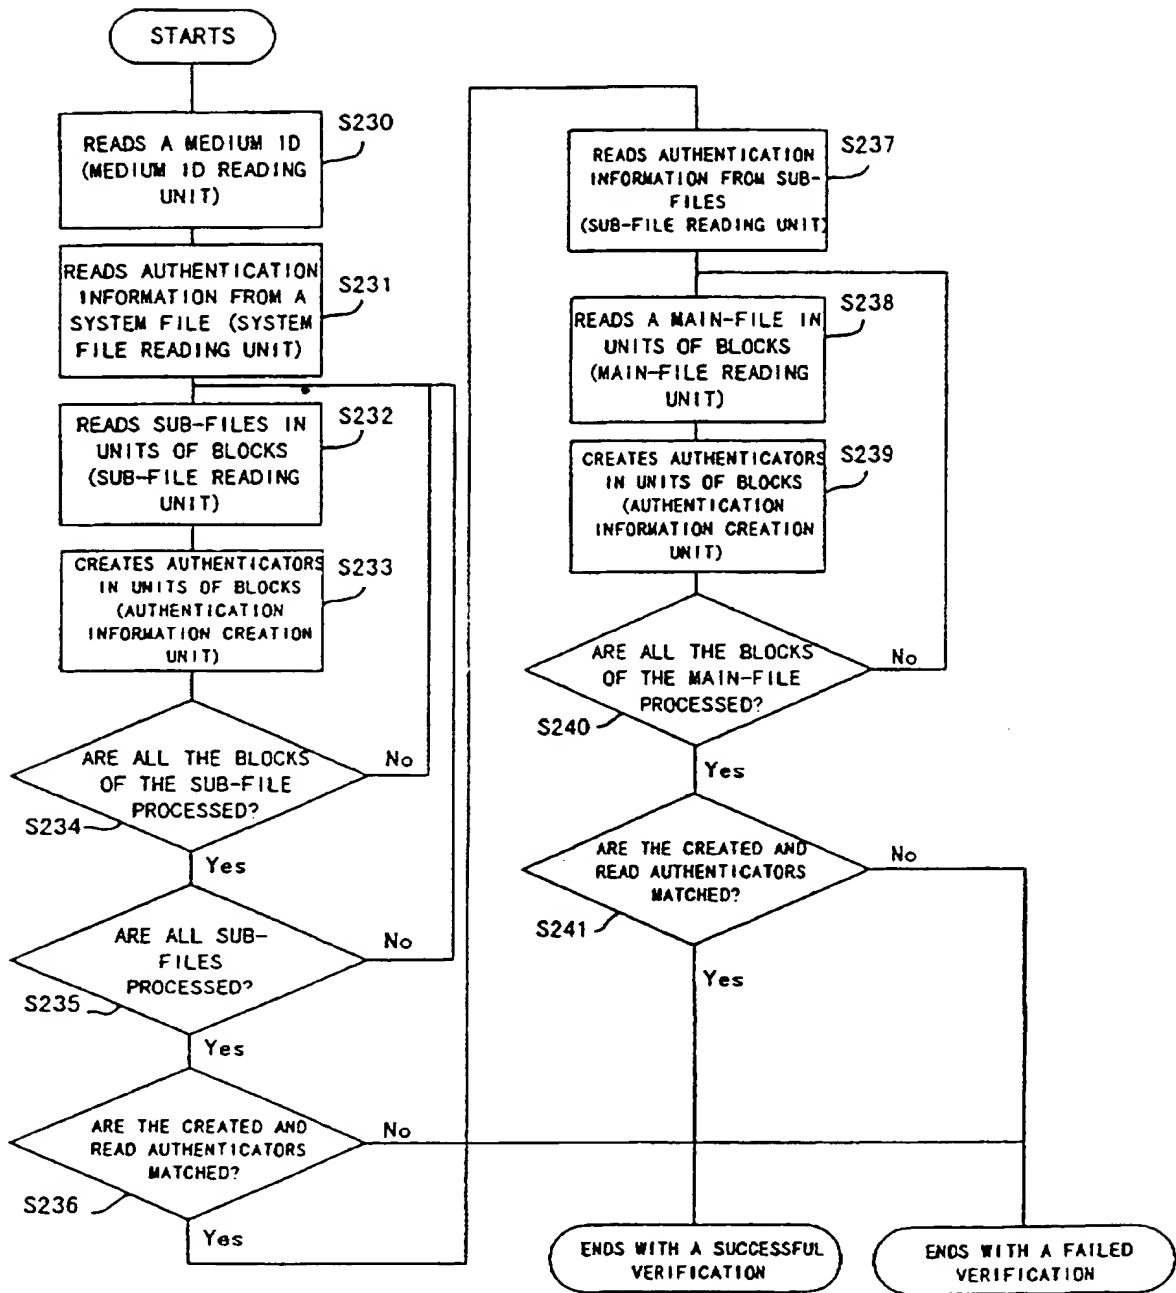 STARTS
READS A MEDIUM ID
(MEDIUM ID READING
UNIT)
S230
READS AUTHENTICATION
INFORMATION FROM A
SYSTEM FILE (SYSTEM
FILE READING UNIT)
S231
READS SUB-FILES IN
UNITS OF BLOCKS
(SUB-FILE READING
UNIT)
S232
CREATES AUTHENTICATORS
IN UNITS OF BLOCKS
(AUTHENTICATION
INFORMATION CREATION
UNIT)
S233
ARE ALL THE BLOCKS
OF THE SUB-FILE
PROCESSED?
No
S234
Yes
ARE ALL SUB-
FILES
PROCESSED?
No
S235
Yes
ARE THE CREATED AND
READ AUTHENTICATORS
MATCHED?
No
S236
Yes
READS AUTHENTICATION
INFORMATION FROM SUB-
FILES
(SUB-FILE READING UNIT)
S237
READS A MAIN-FILE IN
UNITS OF BLOCKS
(MAIN-FILE READING
UNIT)
S238
CREATES AUTHENTICATORS
IN UNITS OF BLOCKS
(AUTHENTICATION
INFORMATION CREATION
UNIT)
S239
ARE ALL THE BLOCKS
OF THE MAIN-FILE
PROCESSED?
No
S240
Yes
ARE THE CREATED AND
READ AUTHENTICATORS
MATCHED?
No
S241
Yes
ENDS WITH A SUCCESSFUL
VERIFICATION
ENDS WITH A FAILED
VERIFICATION